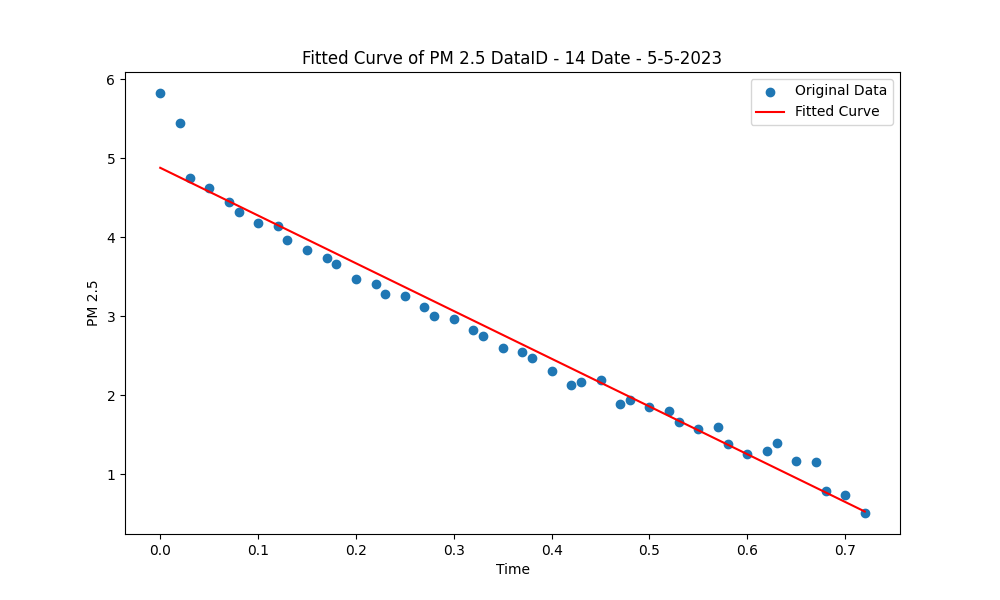 Fitted Curve of PM 2.5 DataID - 14 Date - 5-5-2023
Original Data
Fitted Curve
6
5
4
3
2
1
PM 2.5
0.0 0.1 0.2 0.3 0.4 0.5 0.6 0.7
Time